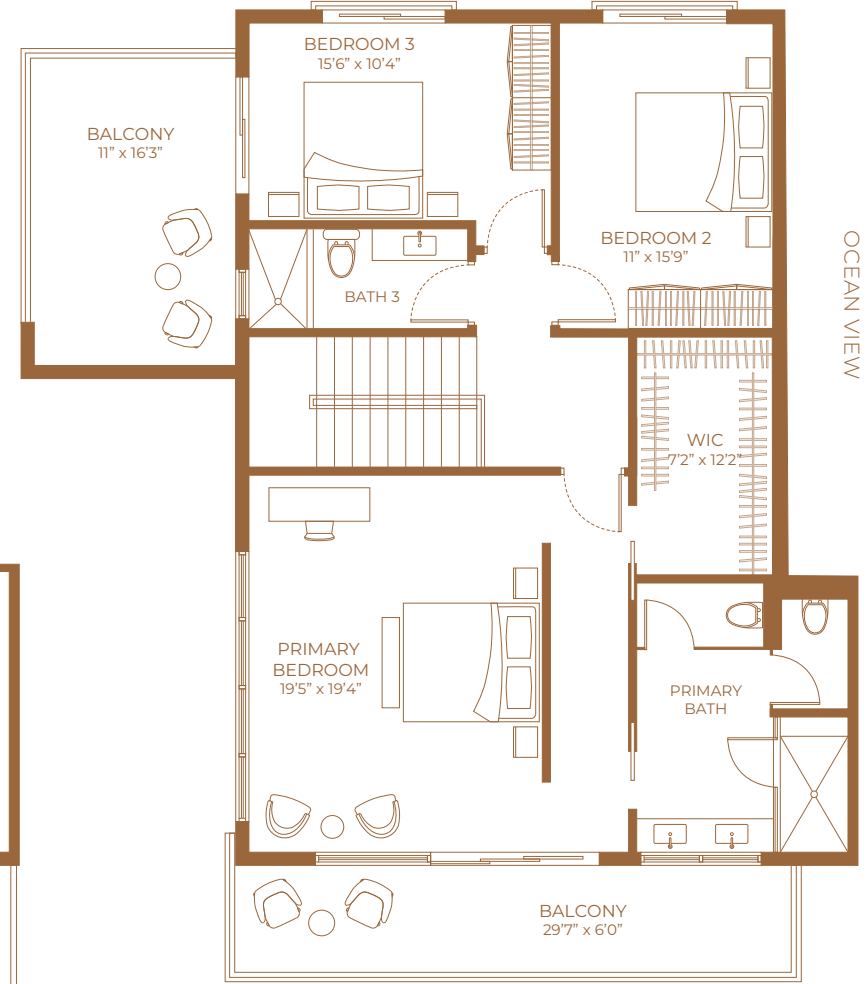 BEDROOM 3
15’6” x 10’4”
BALCONY
11” x 16’3”
BEDROOM 2
11” x 15’9”
BATH 3
OCEAN VIEW
WIC
7’2” x 12’2”
PRIMARY
BEDROOM
19’5” x 19’4”
PRIMARY
BATH
BALCONY
29’7” x 6’0”